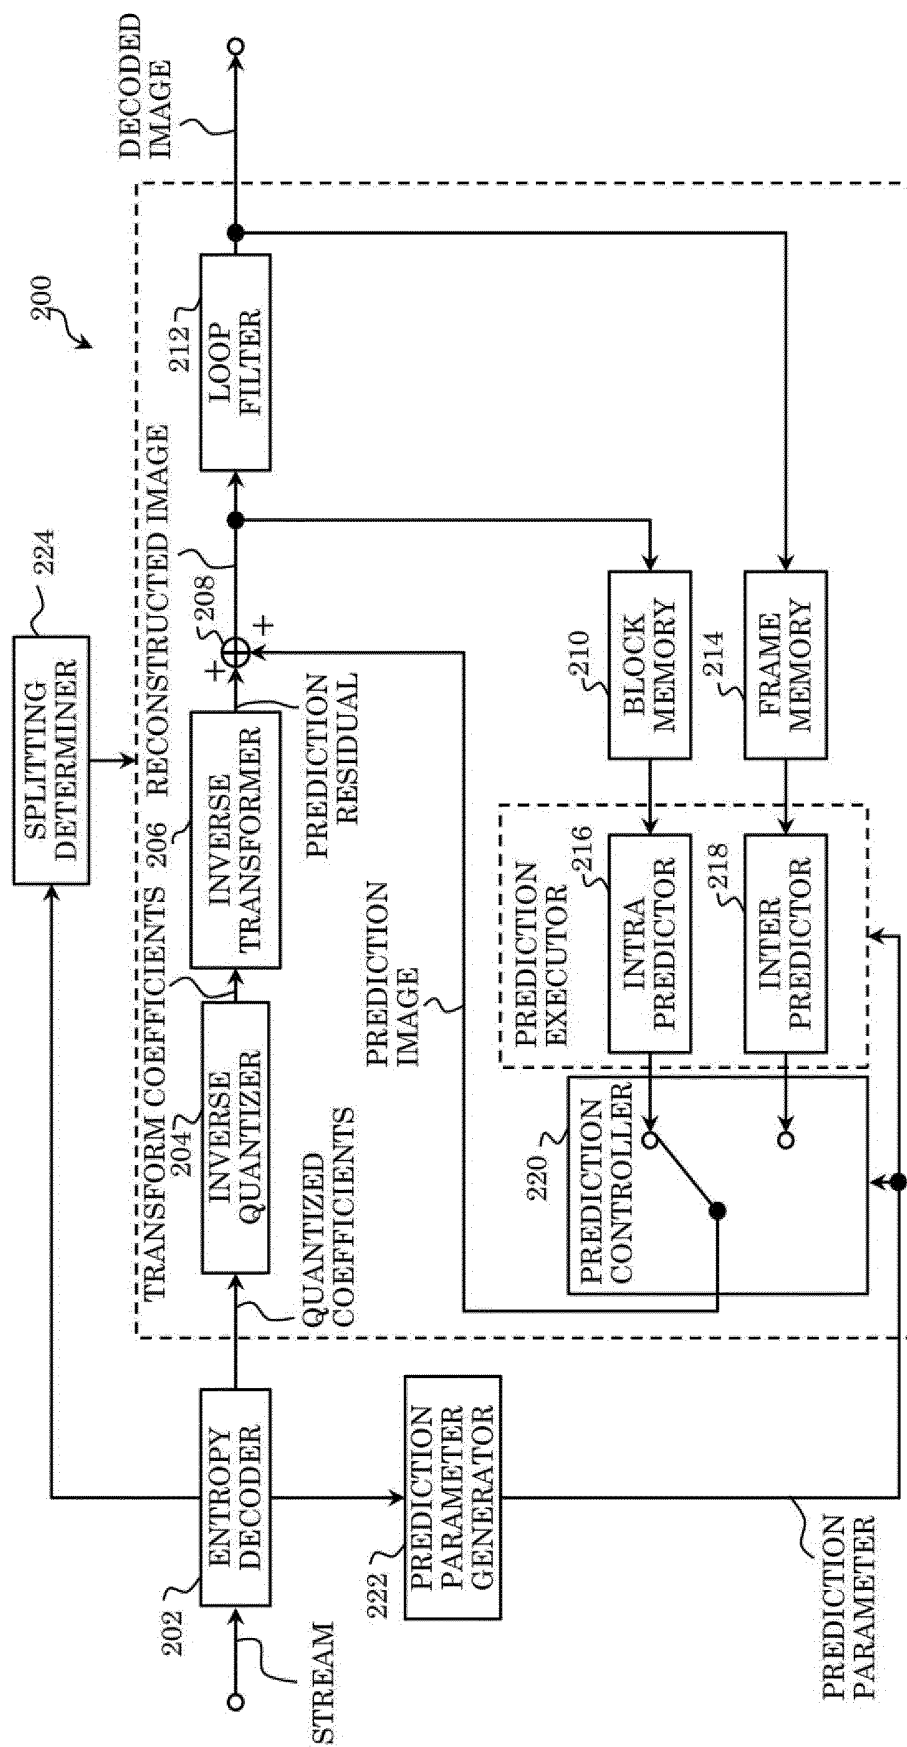 200
SPLITTING
DETERMINER
224
TRANSFORM COEFFICIENTS
206
RECONSTRUCTED IMAGE
DECODED
IMAGE
STREAM
202
ENTROPY
DECODER
204
INVERSE
QUANTIZER
INVERSE
TRANSFORMER
208
+
+
212
LOOP
FILTER
QUANTIZED
COEFFICIENTS
PREDICTION
RESIDUAL
222
PREDICTION
PARAMETER
GENERATOR
PREDICTION
IMAGE
220
PREDICTION
CONTROLLER
PREDICTION
EXECUTOR
216
INTRA
PREDICTOR
210
BLOCK
MEMORY
218
INTER
PREDICTOR
214
FRAME
MEMORY
PREDICTION
PARAMETER